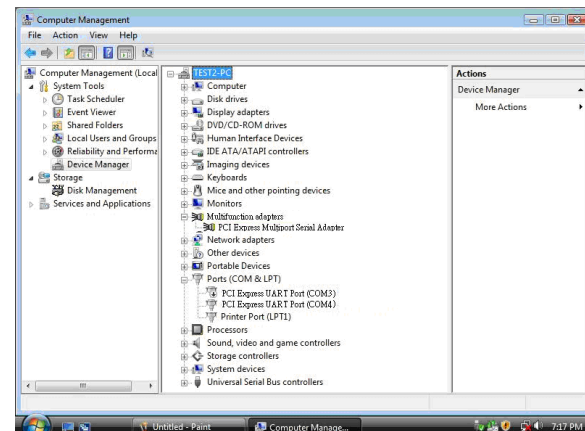 Computer Management
File Action View Help
Computer Management (Local
System Tools
Task Scheduler
Event Viewer
Shared Folders
Local Users and Groups
Reliability and Performa
Device Manager
Storage
Disk Management
Services and Applications
TEST2-PC
Computer
Disk drives
Display adapters
DVD/CD-ROM drives
Human Interface Devices
IDE ATA/ATAPI controllers
Imaging devices
Keyboards
Mice and other pointing devices
Monitors
Multifunction adapters
PCI Express Multiport Serial Adapter
Network adapters
Other devices
Portable Devices
Ports (COM & LPT)
PCI Express UART Port (COM3)
PCI Express UART Port (COM4)
Printer Port (LPT1)
Processors
Sound, video and game controllers
Storage controllers
System devices
Universal Serial Bus controllers
Actions
Device Manager
More Actions
Untitled - Paint
Computer Manage...
7:17 PM